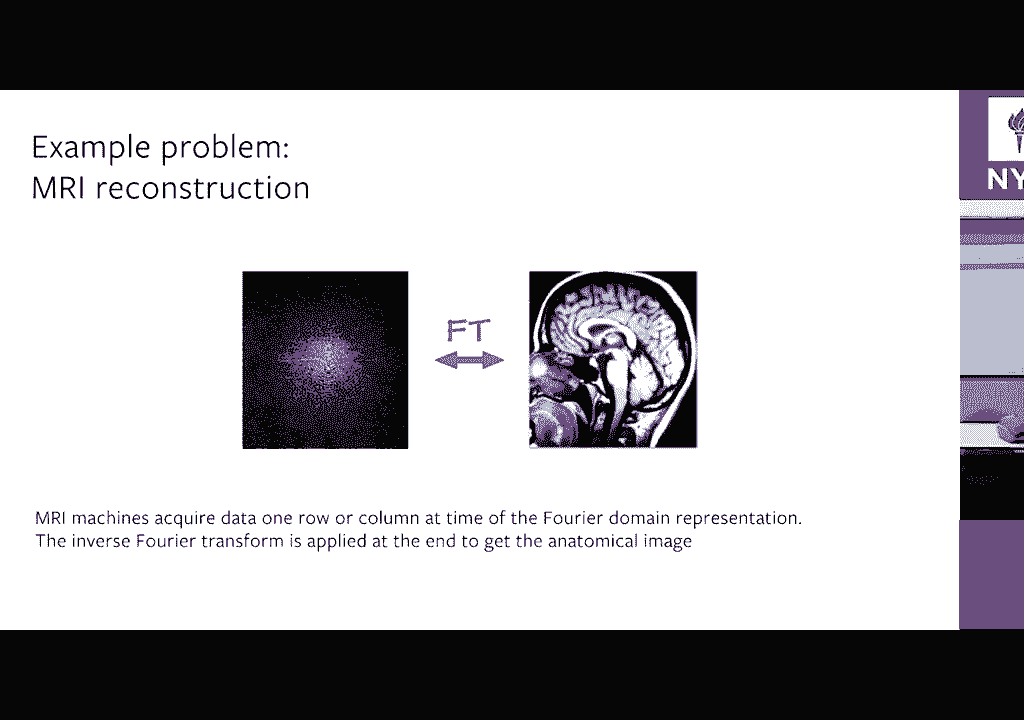 Example problem:
MRI reconstruction
FT
MRI machines acquire data one row or column at time of the Fourier domain representation.
The inverse Fourier transform is applied at the end to get the anatomical image
NY